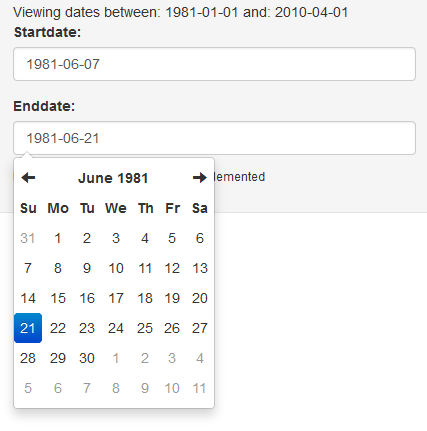 Viewing dates between: 1981-01-01 and: 2010-04-01
Startdate:
1981-06-07
Enddate:
1981-06-21
lemented
June 1981
Su Mo Tu We Th Fr Sa
31 1 2 3 4 5 6
7 8 9 10 11 12 13
14 15 16 17 18 19 20
21 22 23 24 25 26 27
28 29 30 1 2 3 4
5 6 7 8 9 10 11